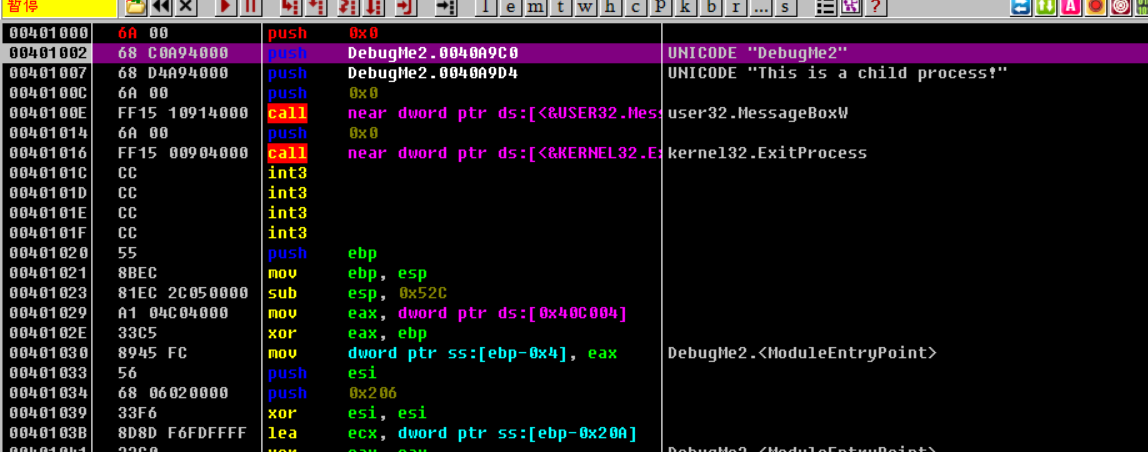 暂停 l e m t w h c P k b r ... s ?
00401000 6A 00 push 0x0
00401002 68 C0A94000 push DebugMe2.0040A9C0 UNICODE "DebugMe2"
00401007 68 D4A94000 push DebugMe2.0040A9D4 UNICODE "This is a child process!"
0040100C 6A 00 push 0x0
0040100E FF15 10914000 call near dword ptr ds:[<&USER32.Mes user32.MessageBoxW
00401014 6A 00 push 0x0
00401016 FF15 00904000 call near dword ptr ds:[<&KERNEL32.E kernel32.ExitProcess
0040101C CC int3
0040101D CC int3
0040101E CC int3
0040101F CC int3
00401020 55 push ebp
00401021 8BEC mov ebp, esp
00401023 81EC 2C050000 sub esp, 0x52C
00401029 A1 04C04000 mov eax, dword ptr ds:[0x40C004]
0040102E 33C5 xor eax, ebp
00401030 8945 FC mov dword ptr ss:[ebp-0x4], eax DebugMe2.<ModuleEntryPoint>
00401033 56 push esi
00401034 68 06020000 push 0x206
00401039 33F6 xor esi, esi
0040103B 8D8D F6FDFFFF lea ecx, dword ptr ss:[ebp-0x20A]